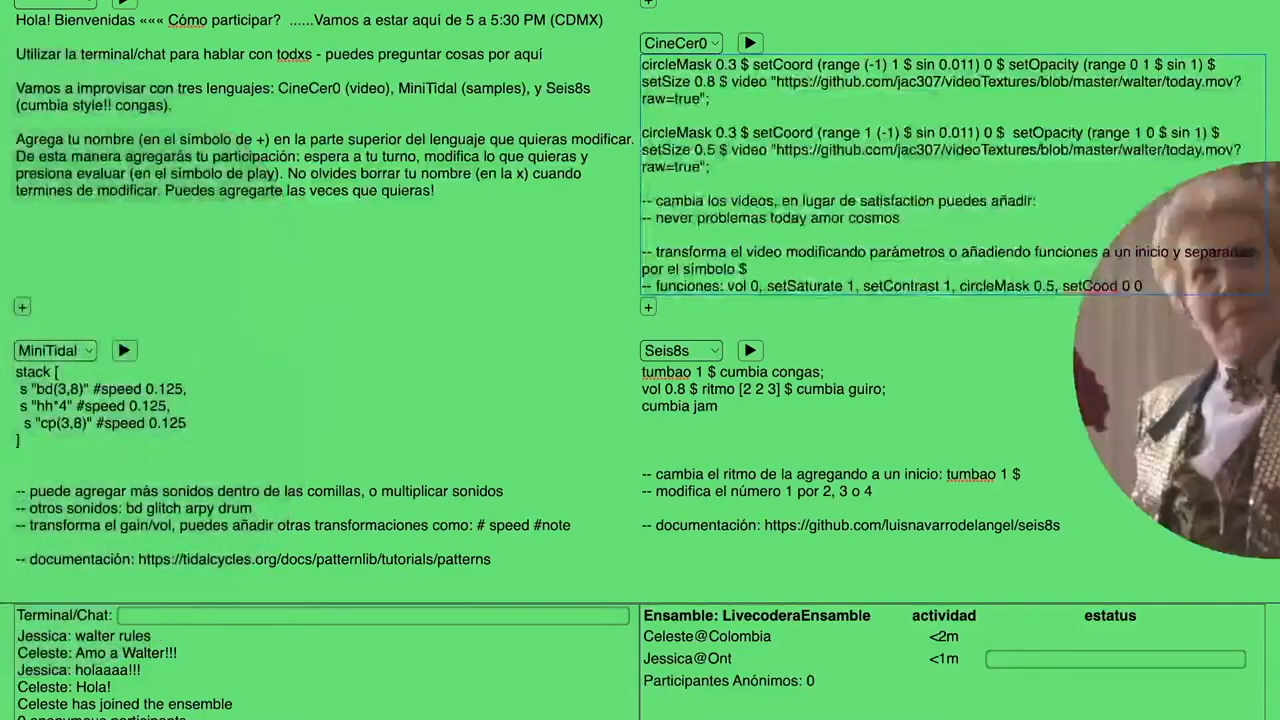 Hola! Bienvenidas ««« Cómo participar?  ......Vamos a estar aquí de 5 a 5:30 PM (CDMX)
Utilizar la terminal/chat para hablar con todxs - puedes preguntar cosas por aquí
Vamos a improvisar con tres lenguajes: CineCer0 (video), MiniTidal (samples), y Seis8s
(cumbia style!! congas).
Agrega tu nombre (en el símbolo de +) en la parte superior del lenguaje que quieras modificar.
De esta manera agregarás tu participación: espera a tu turno, modifica lo que quieras y
presiona evaluar (en el símbolo de play). No olvides borrar tu nombre (en la x) cuando
termines de modificar. Puedes agregarte las veces que quieras!
+
CineCer0
circleMask 0.3 $ setCoord (range (-1) 1 $ sin 0.011) 0 $ setOpacity (range 0 1 $ sin 1) $
setSize 0.8 $ video "https://github.com/jac307/videoTextures/blob/master/walter/today.mov?
raw=true";
circleMask 0.3 $ setCoord (range 1 (-1) $ sin 0.011) 0 $  setOpacity (range 1 0 $ sin 1) $
setSize 0.5 $ video "https://github.com/jac307/videoTextures/blob/master/walter/today.mov?
raw=true";
-- cambia los videos, en lugar de satisfaction puedes añadir:
-- never problemas today amor cosmos
-- transforma el video modificando parámetros o añadiendo funciones a un inicio y separadas
por el símbolo $
-- funciones: vol 0, setSaturate 1, setContrast 1, circleMask 0.5, setCood 0 0
+
MiniTidal
stack [
s "bd(3,8)" #speed 0.125,
s "hh*4" #speed 0.125,
s "cp(3,8)" #speed 0.125
]
-- puede agregar más sonidos dentro de las comillas, o multiplicar sonidos
-- otros sonidos: bd glitch arpy drum
-- transforma el gain/vol, puedes añadir otras transformaciones como: # speed #note
-- documentación: https://tidalcycles.org/docs/patternlib/tutorials/patterns
Seis8s
tumbao 1 $ cumbia congas;
vol 0.8 $ ritmo [2 2 3] $ cumbia guiro;
cumbia jam
-- cambia el ritmo de la agregando a un inicio: tumbao 1 $
-- modifica el número 1 por 2, 3 o 4
-- documentación: https://github.com/luisnavarrodelangel/seis8s
Terminal/Chat:
Jessica: walter rules
Celeste: Amo a Walter!!!
Jessica: holaaaa!!!
Celeste: Hola!
Celeste has joined the ensemble
0 anonymous participants
Ensamble: LivecoderaEnsamble actividad estatus
Celeste@Colombia <2m
Jessica@Ont <1m
Participantes Anónimos: 0